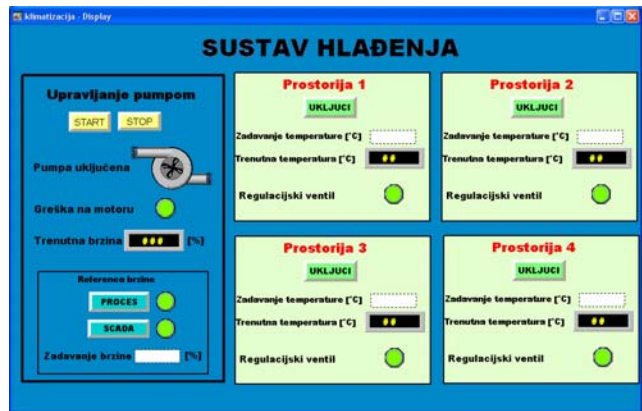 klimatizacija - Display
SUSTAV HLAĐENJA
Upravljanje pumpom
START STOP
Pumpa uključena
Greška na motoru
Trenutna brzina ### [%]
Referenca brzine
PROCES
SCADA
Zadavanje brzine [%]
Prostorija 1
UKLJUCI
Zadavanje temperature [˚C]
Trenutna temperatura [˚C] ##
Regulacijski ventil
Prostorija 2
UKLJUCI
Zadavanje temperature [˚C]
Trenutna temperatura [˚C] ##
Regulacijski ventil
Prostorija 3
UKLJUCI
Zadavanje temperature [˚C]
Trenutna temperatura [˚C] ##
Regulacijski ventil
Prostorija 4
UKLJUCI
Zadavanje temperature [˚C]
Trenutna temperatura [˚C] ##
Regulacijski ventil